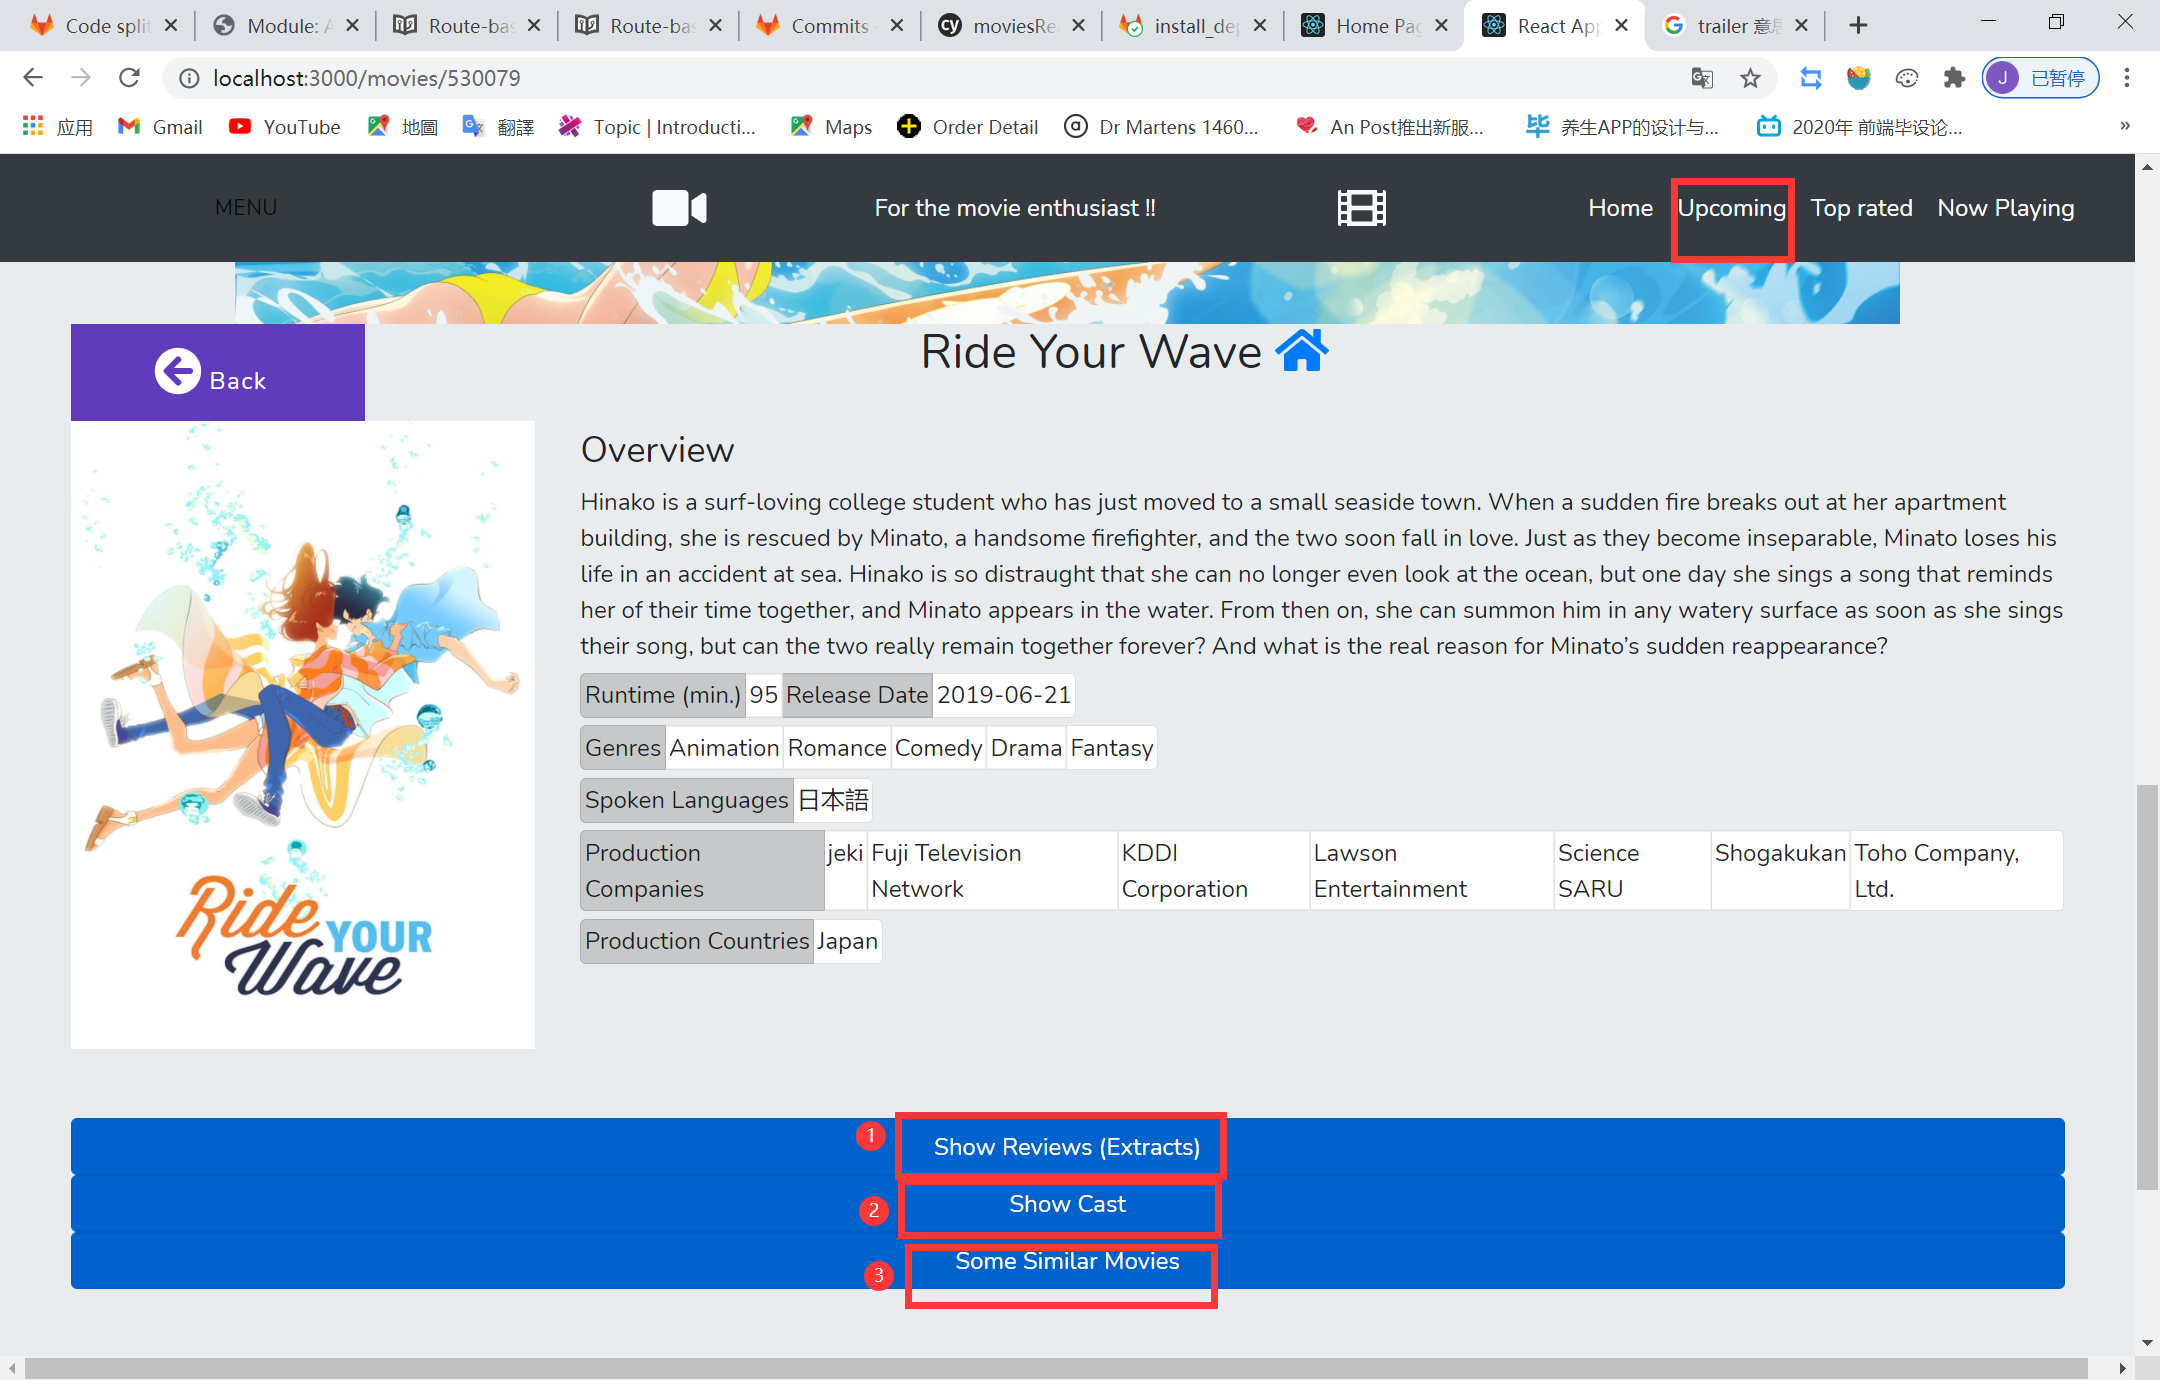 Code spli
Module: A
Route-bas
Route-bas
Commits ·
cy moviesRe
install_dep
Home Pag
React App
trailer 意思
localhost:3000/movies/530079
J 已暂停
应用
Gmail
YouTube
地圖
翻譯
Topic | Introducti...
Maps
Order Detail
Dr Martens 1460...
An Post推出新服...
毕 养生APP的设计与...
2020年 前端毕设论...
»
MENU
For the movie enthusiast !!
Home
Upcoming
Top rated
Now Playing
Back
Ride Your Wave
Ride YOUR
Wave
Overview
Hinako is a surf-loving college student who has just moved to a small seaside town. When a sudden fire breaks out at her apartment
building, she is rescued by Minato, a handsome firefighter, and the two soon fall in love. Just as they become inseparable, Minato loses his
life in an accident at sea. Hinako is so distraught that she can no longer even look at the ocean, but one day she sings a song that reminds
her of their time together, and Minato appears in the water. From then on, she can summon him in any watery surface as soon as she sings
their song, but can the two really remain together forever? And what is the real reason for Minato’s sudden reappearance?
Runtime (min.) 95 Release Date 2019-06-21
Genres Animation Romance Comedy Drama Fantasy
Spoken Languages 日本語
Production Companies
jeki
Fuji Television Network
KDDI Corporation
Lawson Entertainment
Science SARU
Shogakukan
Toho Company, Ltd.
Production Countries Japan
1 Show Reviews (Extracts)
2 Show Cast
3 Some Similar Movies